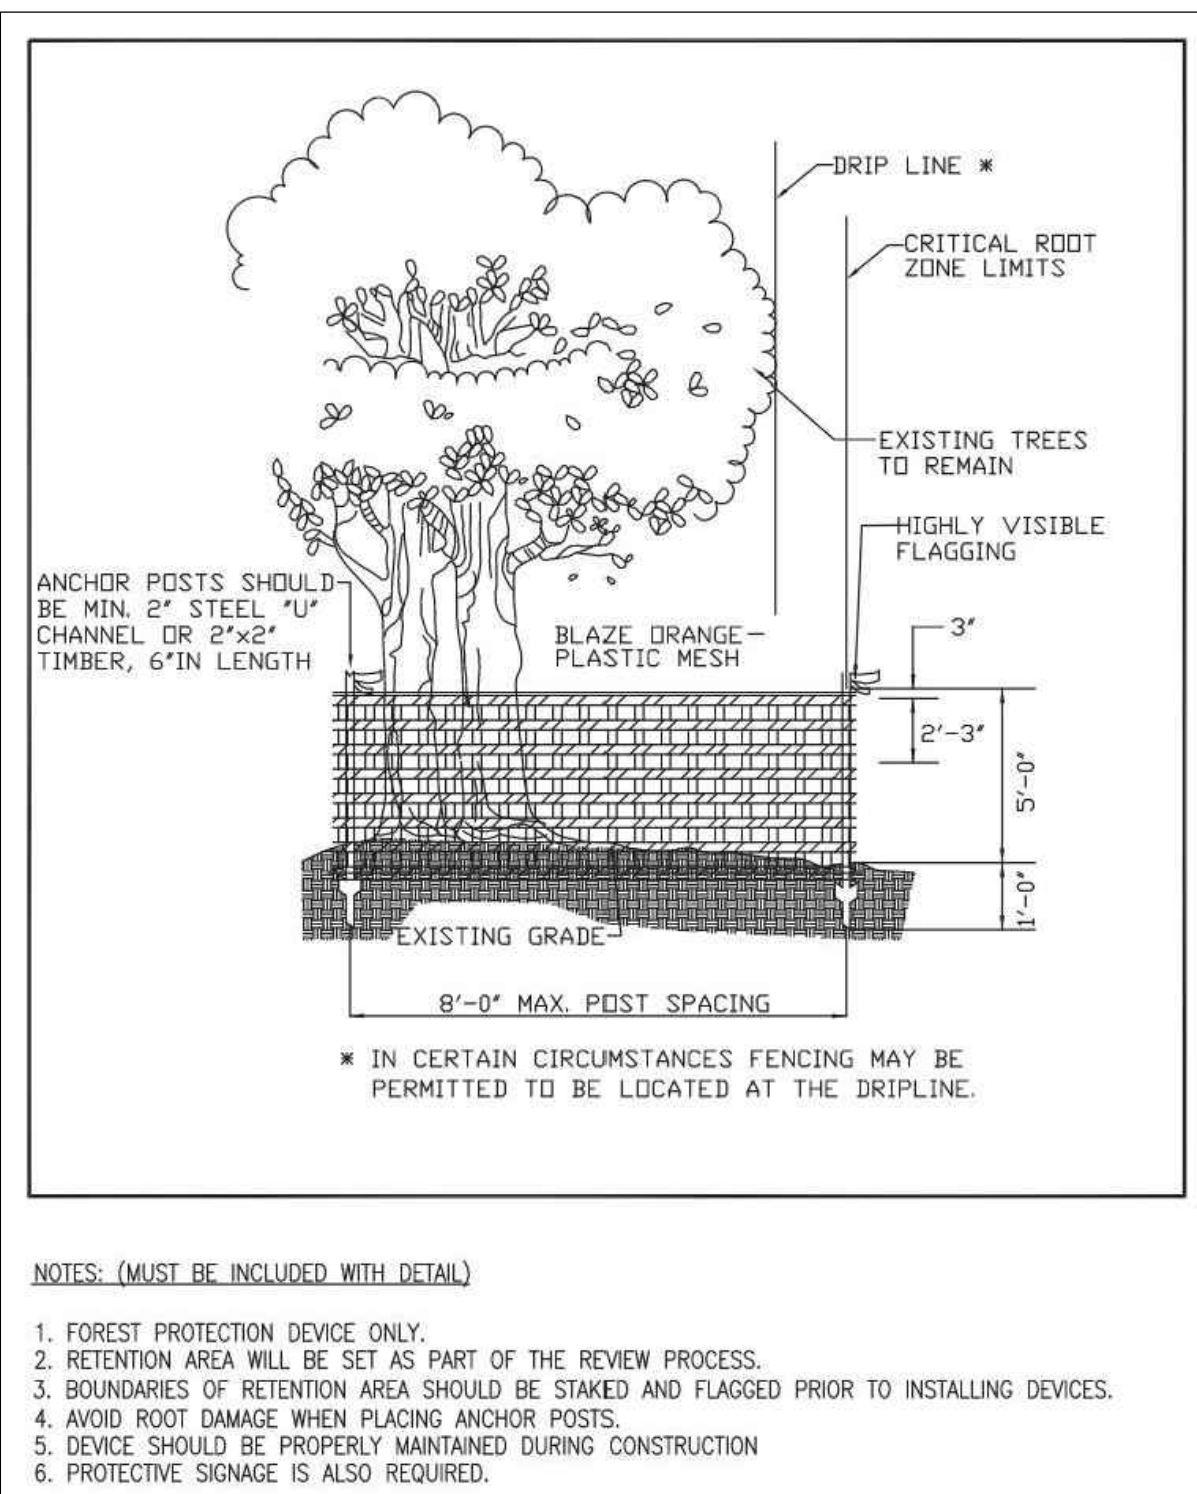 DRIP LINE *
CRITICAL ROOT
ZONE LIMITS
EXISTING TREES
TO REMAIN
HIGHLY VISIBLE
FLAGGING
ANCHOR POSTS SHOULD
BE MIN. 2" STEEL "U"
CHANNEL OR 2"x2"
TIMBER, 6"IN LENGTH
BLAZE ORANGE
PLASTIC MESH
3"
2'-3"
5'-0"
1'-0"
EXISTING GRADE
8'-0" MAX. POST SPACING
* IN CERTAIN CIRCUMSTANCES FENCING MAY BE
PERMITTED TO BE LOCATED AT THE DRIPLINE.
NOTES: (MUST BE INCLUDED WITH DETAIL)
1. FOREST PROTECTION DEVICE ONLY.
2. RETENTION AREA WILL BE SET AS PART OF THE REVIEW PROCESS.
3. BOUNDARIES OF RETENTION AREA SHOULD BE STAKED AND FLAGGED PRIOR TO INSTALLING DEVICES.
4. AVOID ROOT DAMAGE WHEN PLACING ANCHOR POSTS.
5. DEVICE SHOULD BE PROPERLY MAINTAINED DURING CONSTRUCTION
6. PROTECTIVE SIGNAGE IS ALSO REQUIRED.